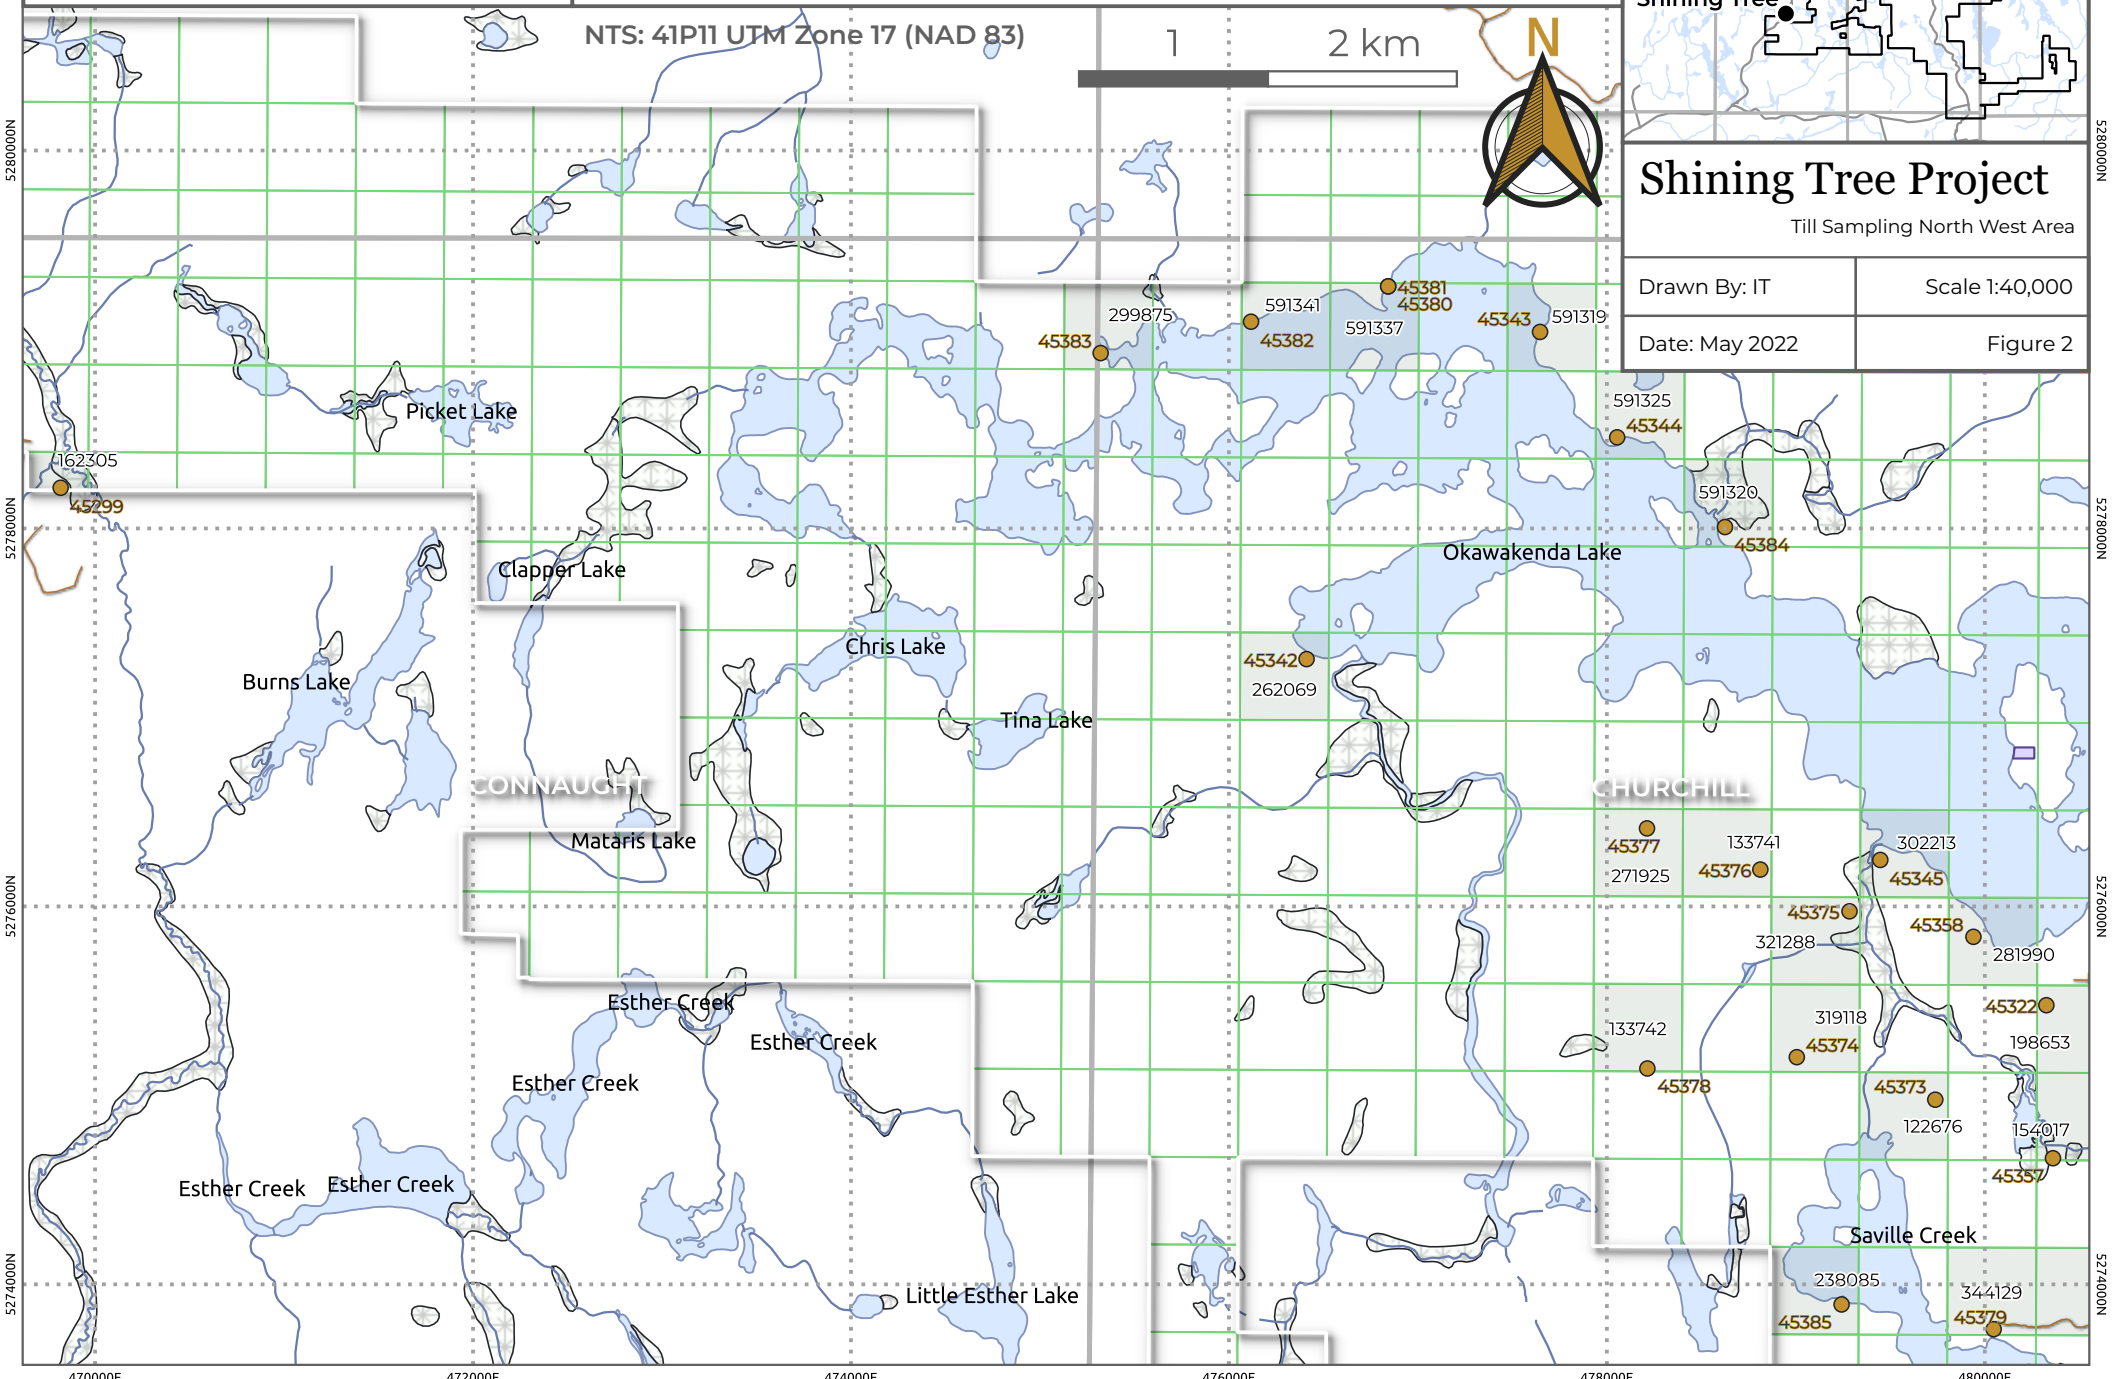 Shining Tree
NTS: 41P11 UTM Zone 17 (NAD 83)
1 2 km
N
5280000N
5280000N
Shining Tree Project
Till Sampling North West Area
Drawn By: IT
Scale 1:40,000
Date: May 2022
Figure 2
45381
45380
591341
299875
591337
45343
591319
45383
45382
Picket Lake
591325
45344
162305
45299
591320
45384
5278000N
5278000N
Okawakenda Lake
Clapper Lake
Chris Lake
45342
262069
Burns Lake
Tina Lake
CONNAUGHT
CHURCHILL
Mataris Lake
45377
133741
302213
271925
45376
45345
5276000N
5276000N
45375
45358
321288
281990
Esther Creek
45322
Esther Creek
133742
319118
198653
45374
Esther Creek
45378
45373
122676
154017
45357
Esther Creek
Esther Creek
Saville Creek
238085
344129
Little Esther Lake
45385
45379
5274000N
5274000N
470000E
472000E
474000E
476000E
478000E
480000E